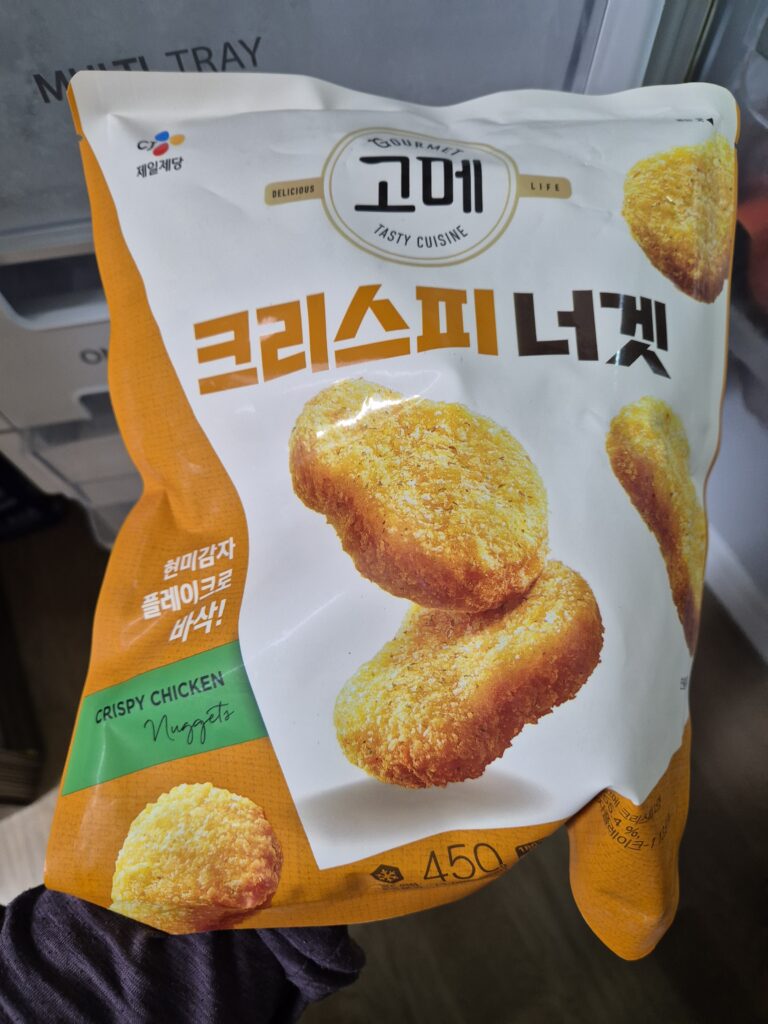 MULTI TRAY
CJ
제일제당
GOURMET
DELICIOUS
고메
LIFE
TASTY CUISINE
크리스피 너겟
현미감자
플레이크로
바삭!
CRISPY CHICKEN
Nuggets
450